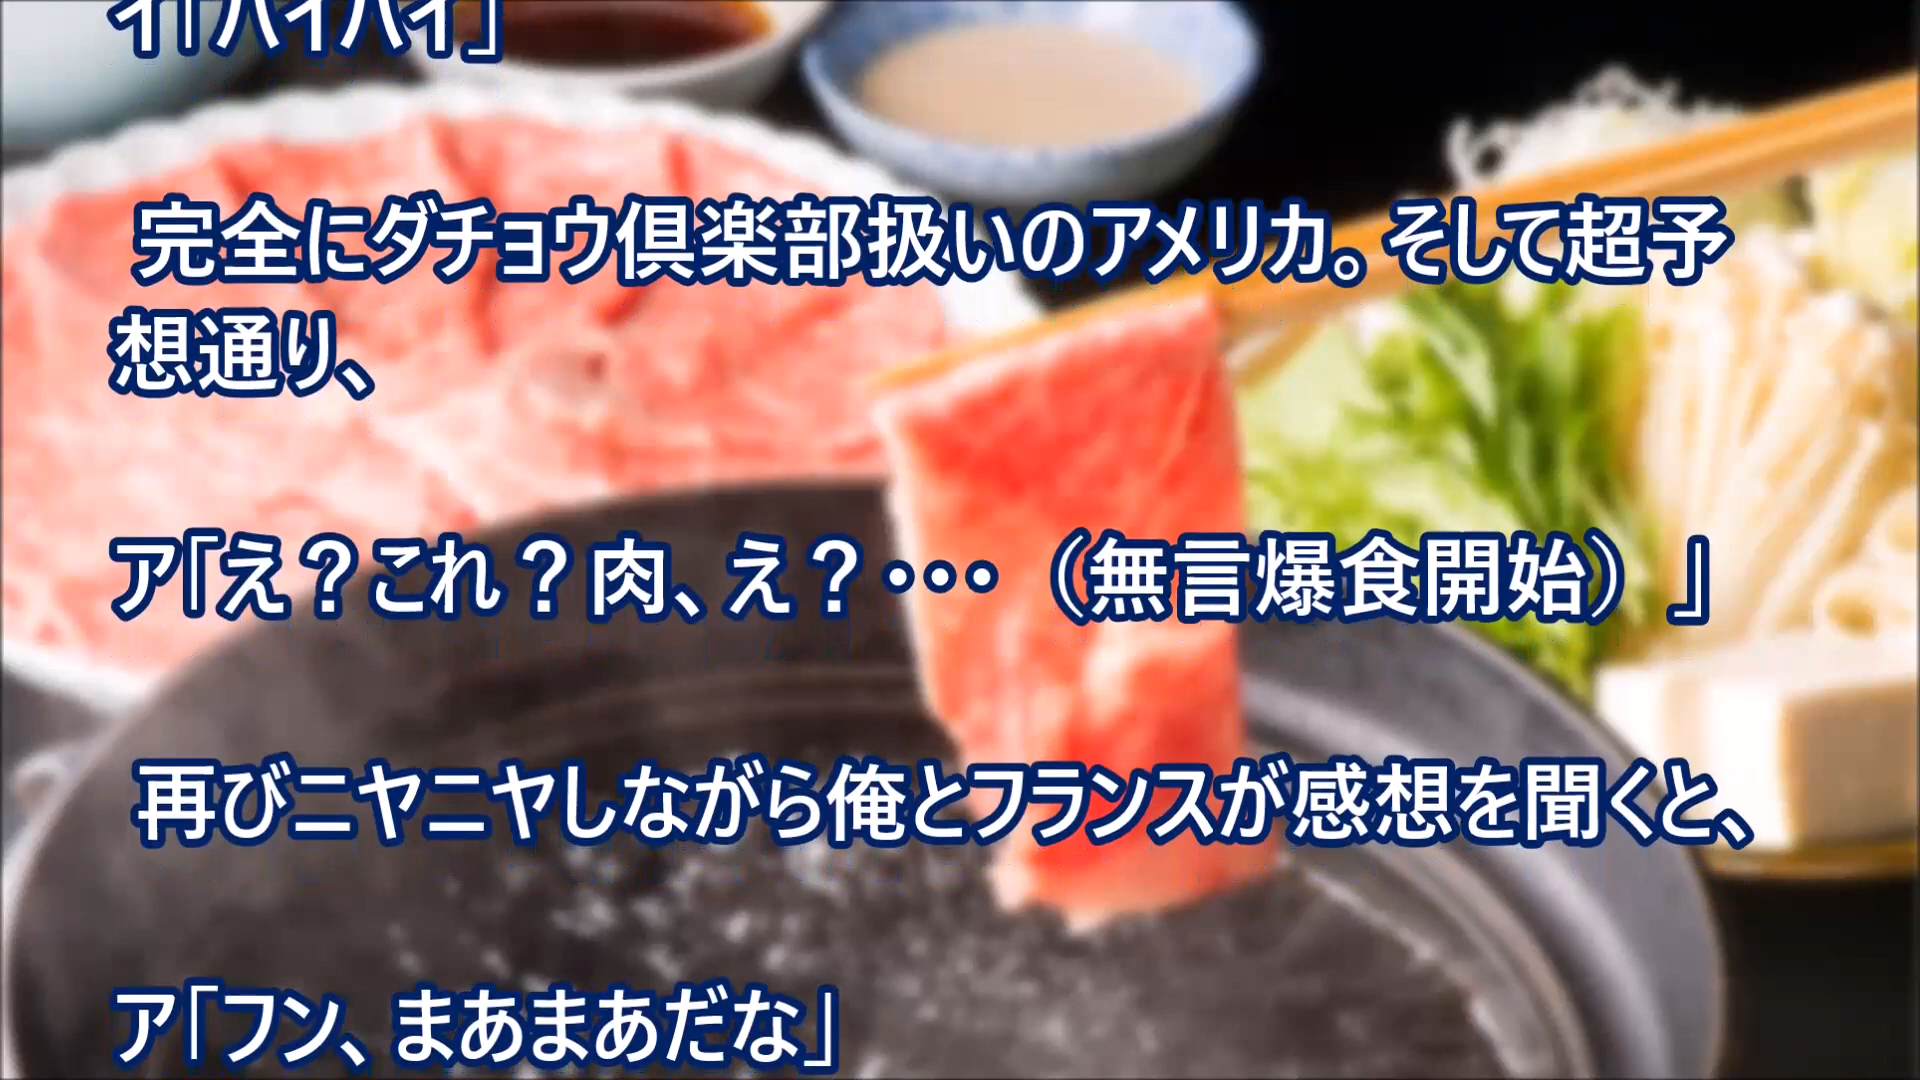 イ「ハイハイ」
完全にダチョウ倶楽部扱いのアメリカ。そして超予
想通り、
ア「え？これ？肉、え？・・・（無言爆食開始）」
再びニヤニヤしながら俺とフランスが感想を聞くと、
ア「フン、まあまあだな」